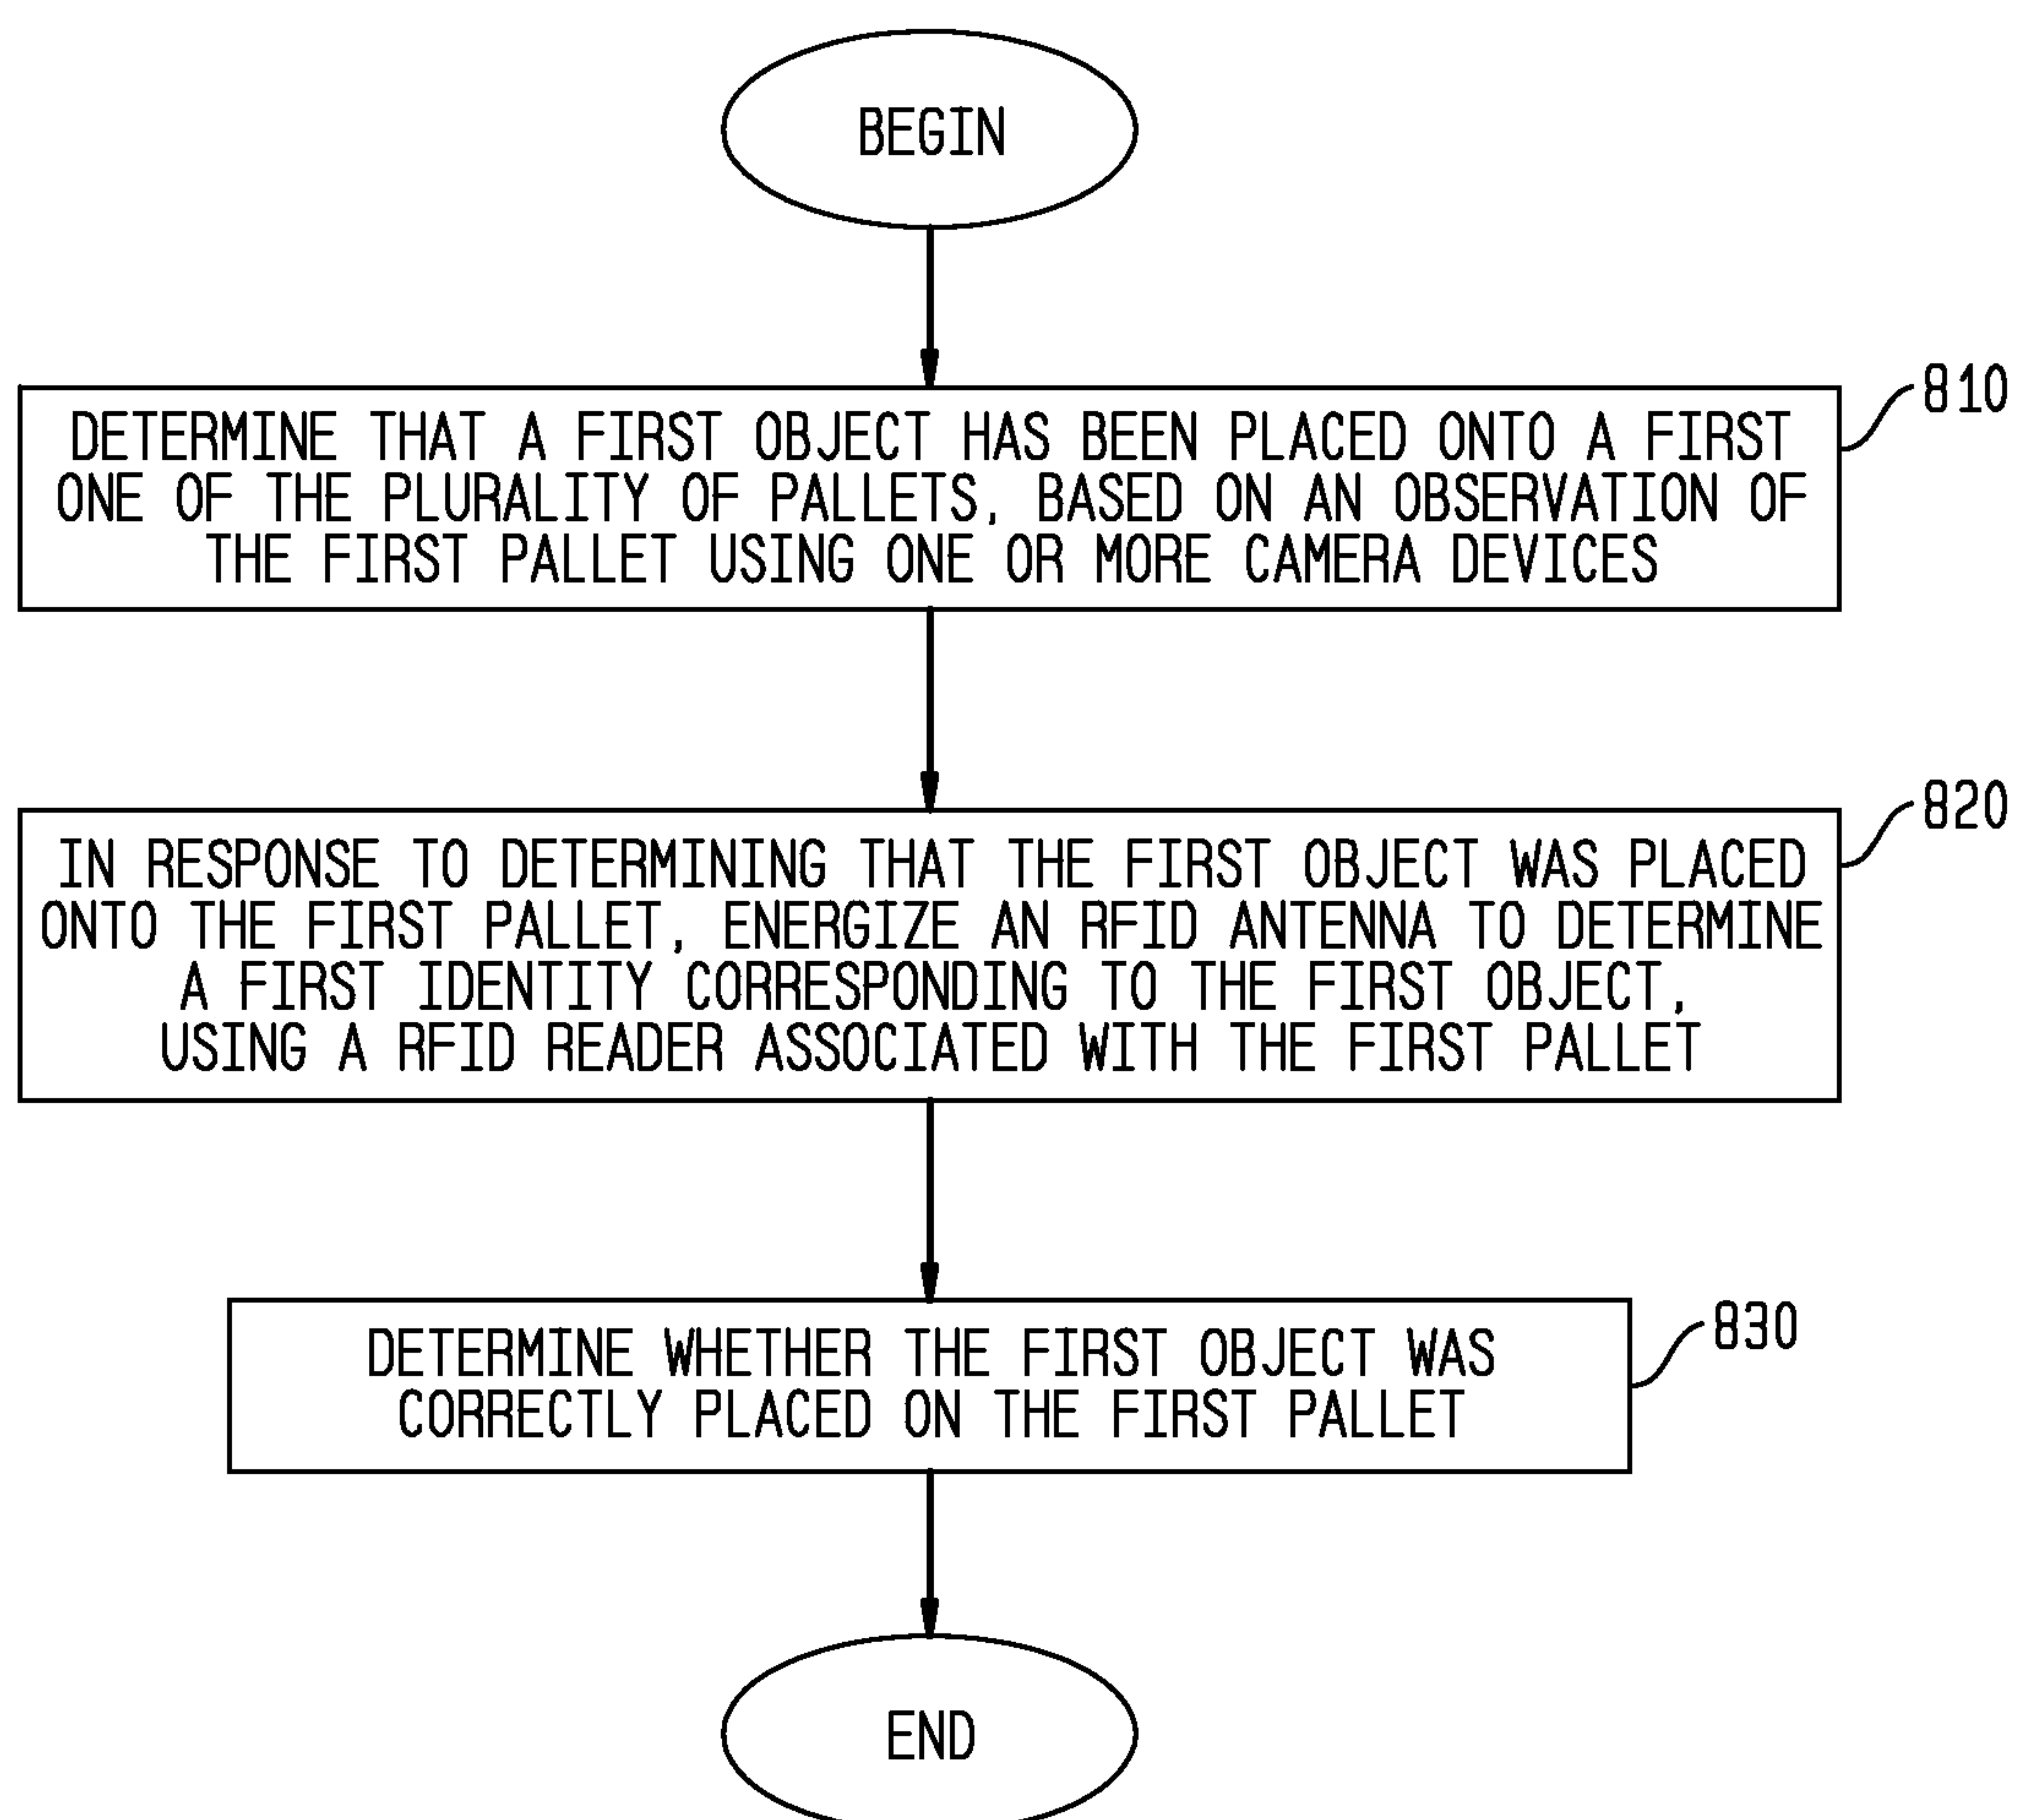 BEGIN
810
DETERMINE THAT A FIRST OBJECT HAS BEEN PLACED ONTO A FIRST
ONE OF THE PLURALITY OF PALLETS, BASED ON AN OBSERVATION OF
THE FIRST PALLET USING ONE OR MORE CAMERA DEVICES
820
IN RESPONSE TO DETERMINING THAT THE FIRST OBJECT WAS PLACED
ONTO THE FIRST PALLET, ENERGIZE AN RFID ANTENNA TO DETERMINE
A FIRST IDENTITY CORRESPONDING TO THE FIRST OBJECT,
USING A RFID READER ASSOCIATED WITH THE FIRST PALLET
830
DETERMINE WHETHER THE FIRST OBJECT WAS
CORRECTLY PLACED ON THE FIRST PALLET
END